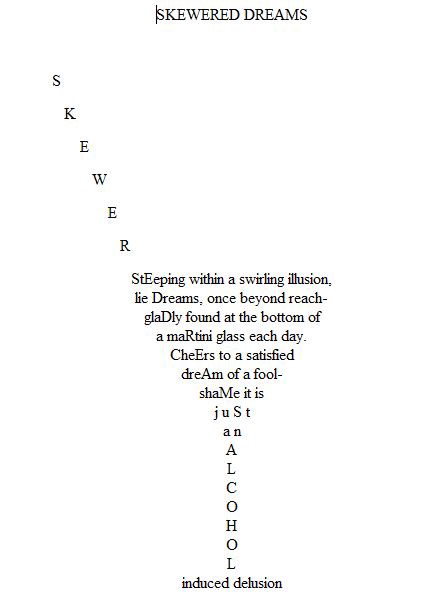 SKEWERED DREAMS
S
K
E
W
E
R
StEeping within a swirling illusion,
lie Dreams, once beyond reach-
glaDly found at the bottom of
a maRtini glass each day.
CheErs to a satisfied
dreAm of a fool-
shaMe it is
j u S t
a n
A
L
C
O
H
O
L
induced delusion